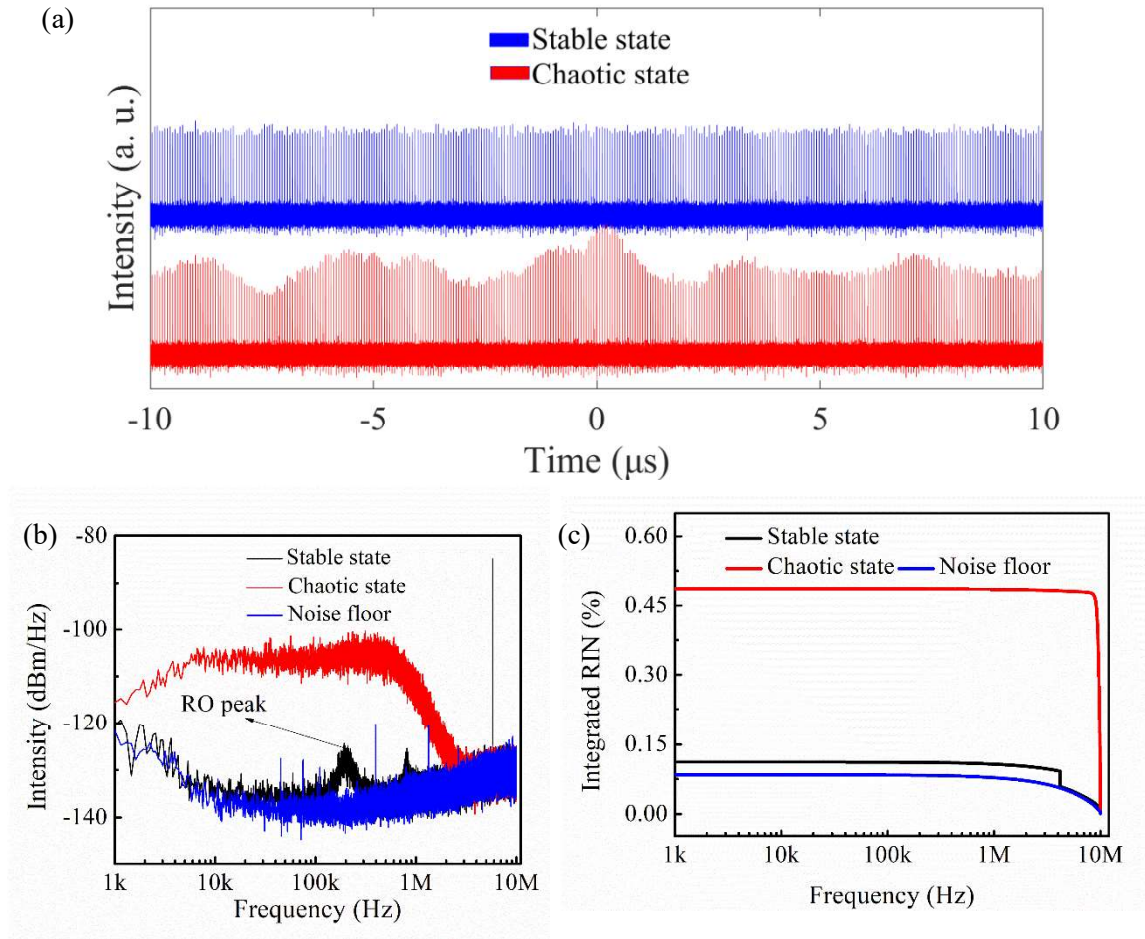 (a)
Stable state
Chaotic state
Intensity (a. u.)
-10 -5 0 5 10
Time (μs)
(b)
-80
-100
-120
-140
Intensity (dBm/Hz)
Stable state
Chaotic state
Noise floor
RO peak
1k 10k 100k 1M 10M
Frequency (Hz)
(c)
0.60
0.45
0.30
0.15
0.00
Integrated RIN (%)
Stable state
Chaotic state Noise floor
1k 10k 100k 1M 10M
Frequency (Hz)